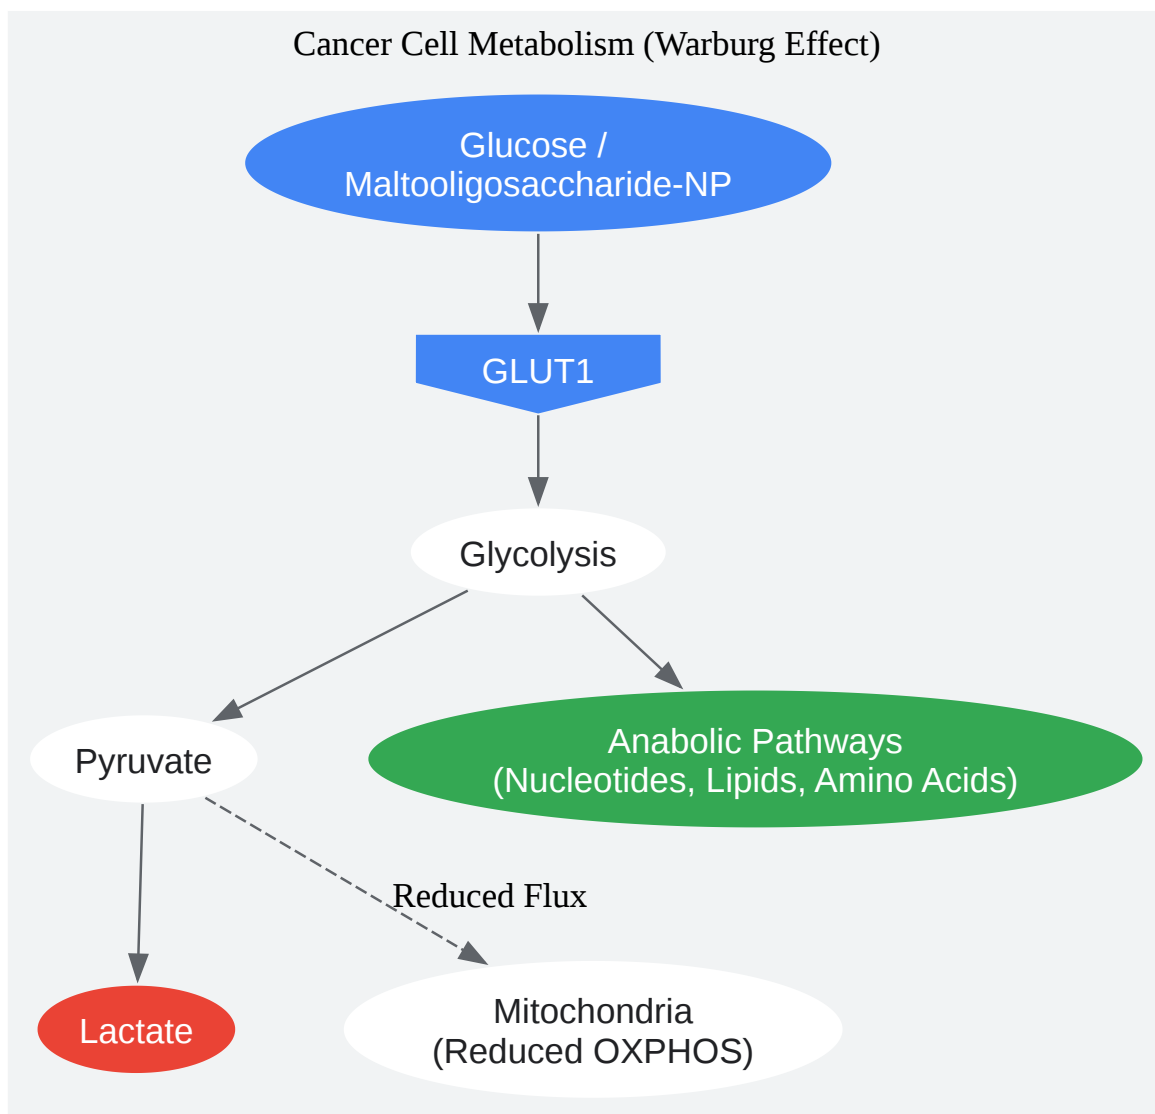 Cancer Cell Metabolism (Warburg Effect)
Glucose /
Maltooligosaccharide-NP
GLUT1
Glycolysis
Pyruvate
Anabolic Pathways
(Nucleotides, Lipids, Amino Acids)
Reduced Flux
Lactate
Mitochondria
(Reduced OXPHOS)